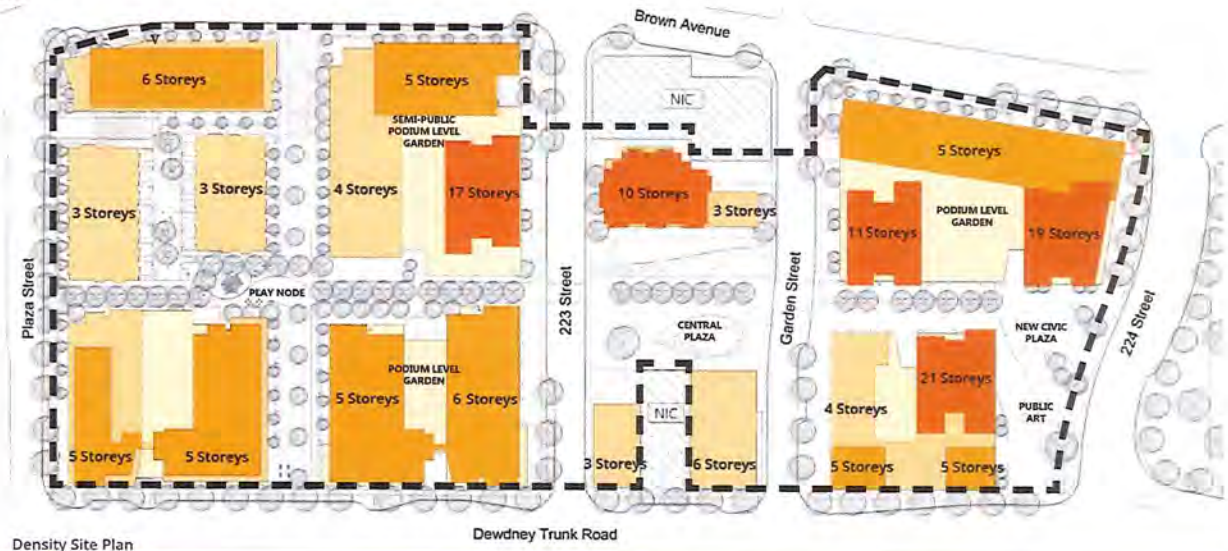 Brown Avenue
6 Storeys
5 Storeys
NIC
SEMI-PUBLIC
PODIUM LEVEL
GARDEN
5 Storeys
3 Storeys
3 Storeys
4 Storeys
17 Storeys
10 Storeys
3 Storeys
11 Storeys
PODIUM LEVEL
GARDEN
19 Storeys
Plaza Street
PLAY NODE
223 Street
CENTRAL
PLAZA
Garden Street
NEW CIVIC
PLAZA
224 Street
PODIUM LEVEL
GARDEN
5 Storeys
6 Storeys
NIC
4 Storeys
21 Storeys
PUBLIC
ART
5 Storeys
5 Storeys
3 Storeys
6 Storeys
5 Storeys
5 Storeys
Dewdney Trunk Road
Density Site Plan